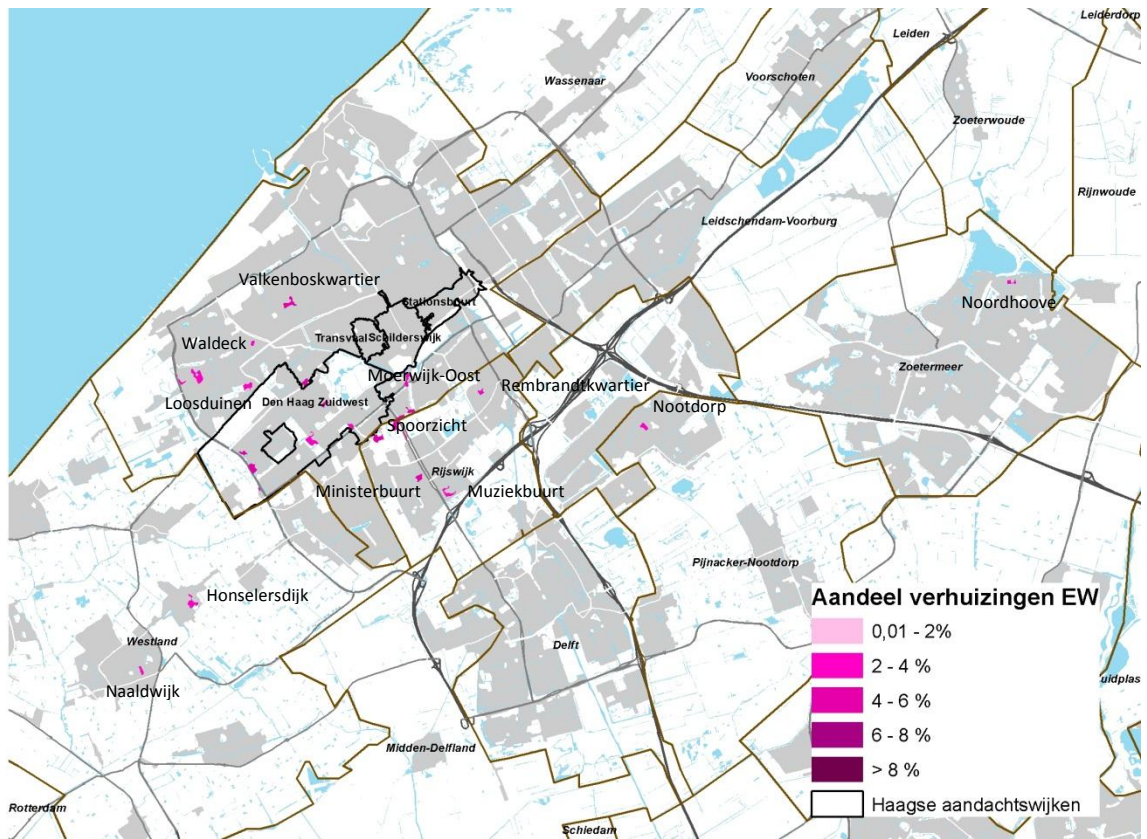 Leiderdorp
Leiden
Wassenaar
Voorschoten
Zoeterwoude
Rijnwoude
Leidschendam-Voorburg
Valkenboskwartier
Noordhoove
Stationsbuurt
Transvaal
Schilderswijk
Waldeck
Zoetermeer
Moerwijk-Oost
Rembrandtkwartier
Loosduinen
Den Haag Zuidwest
Nootdorp
Spoorzicht
Rijswijk
Ministerbuurt
Muziekbuurt
Pijnacker-Nootdorp
Honselersdijk
Westland
Delft
Naaldwijk
uidplas
Midden-Delfland
Rotterdam
Schiedam
Aandeel verhuizingen EW
0,01 - 2%
2 - 4 %
4 - 6 %
6 - 8 %
> 8 %
Haagse aandachtswijken